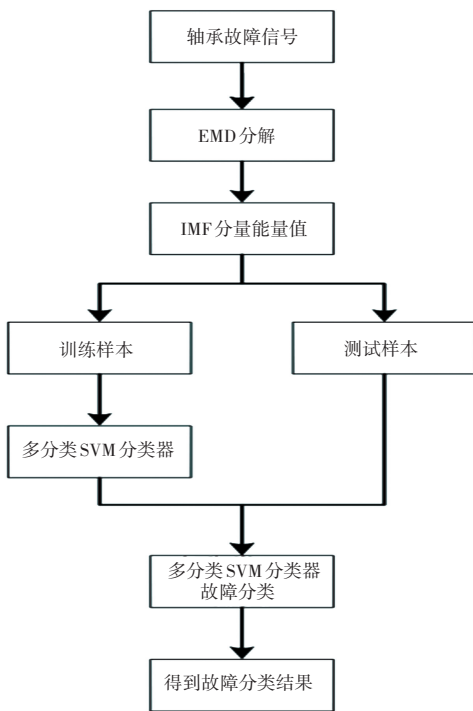 轴承故障信号
EMD分解
IMF分量能量值
训练样本
测试样本
多分类SVM分类器
多分类SVM分类器
故障分类
得到故障分类结果